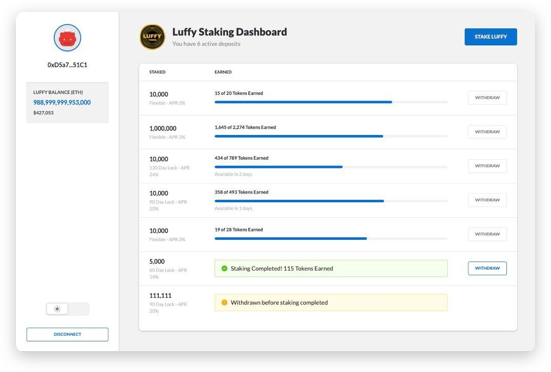 0xD5a7...51C1
LUFFY BALANCE (ETH)
988,999,999,953,000
$427,053
DISCONNECT
LUFFY
Luffy Staking Dashboard
You have 6 active deposits
STAKE LUFFY
STAKED EARNED
10,000
Flexible - APR 2%
15 of 20 Tokens Earned
WITHDRAW
1,000,000
Flexible - APR 2%
1,645 of 2,274 Tokens Earned
WITHDRAW
10,000
120 Day Lock - APR
24%
434 of 789 Tokens Earned
Available in 2 days
WITHDRAW
10,000
90 Day Lock - APR
20%
358 of 493 Tokens Earned
Available in 1 days
WITHDRAW
10,000
Flexible - APR 2%
19 of 28 Tokens Earned
WITHDRAW
5,000
60 Day Lock - APR
14%
Staking Completed! 115 Tokens Earned
WITHDRAW
111,111
90 Day Lock - APR
20%
Withdrawn before staking completed